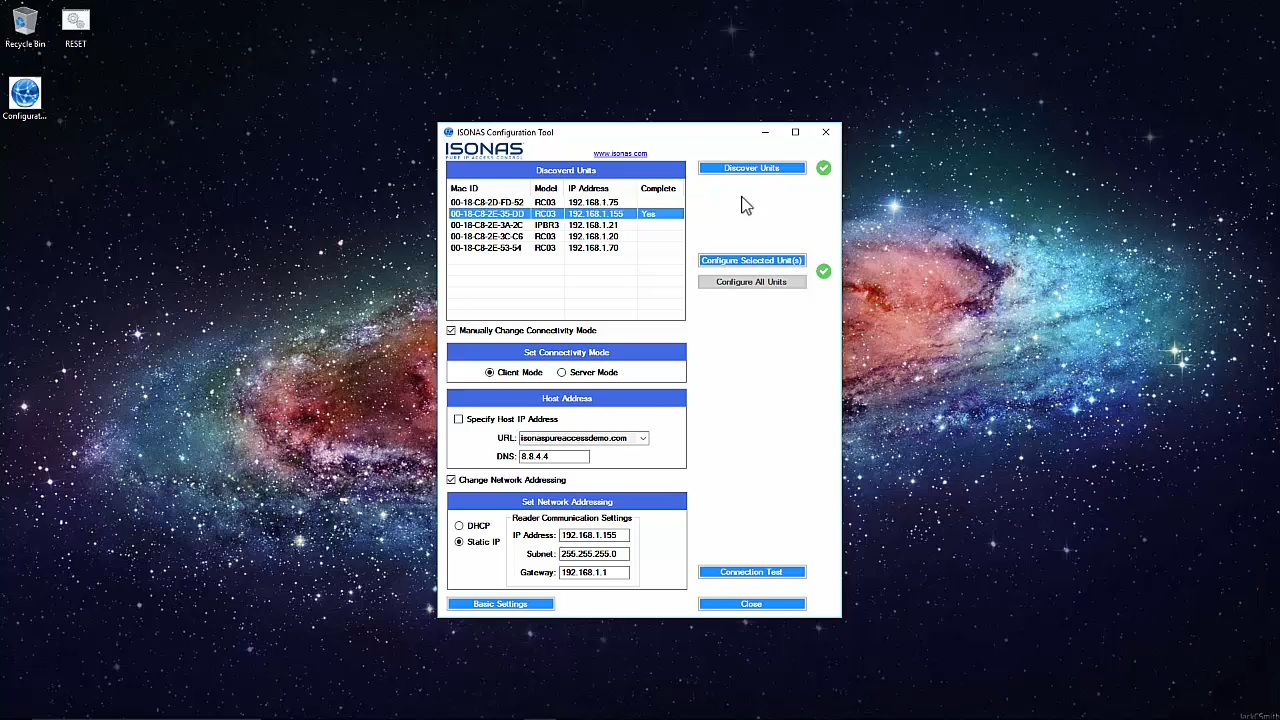 Recycle Bin
RESET
Configurat...
ISONAS Configuration Tool
ISONAS
PURE IP ACCESS CONTROL
www.isonas.com
Discoverd Units
Discover Units
Mac ID Model IP Address Complete
00-18-C8-2D-FD-52 RC03 192.168.1.75
00-18-C8-2E-35-DD RC03 192.168.1.155 Yes
00-18-C8-2E-3A-2C IPBR3 192.168.1.21
00-18-C8-2E-3C-C6 RC03 192.168.1.20
00-18-C8-2E-53-54 RC03 192.168.1.70
Configure Selected Unit(s)
Configure All Units
Manually Change Connectivity Mode
Set Connectivity Mode
Client Mode Server Mode
Host Address
Specify Host IP Address
URL: isonaspureaccessdemo.com
DNS: 8.8.4.4
Change Network Addressing
Set Network Addressing
DHCP
Static IP
Reader Communication Settings
IP Address: 192.168.1.155
Subnet: 255.255.255.0
Gateway: 192.168.1.1
Connection Test
Basic Settings
Close
JackCSmith